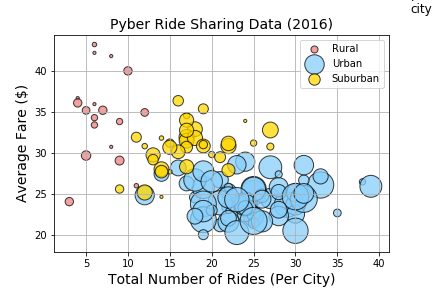 city
Pyber Ride Sharing Data (2016)
Rural
Urban
Suburban
Average Fare ($)
40
35
30
25
20
5 10 15 20 25 30 35 40
Total Number of Rides (Per City)